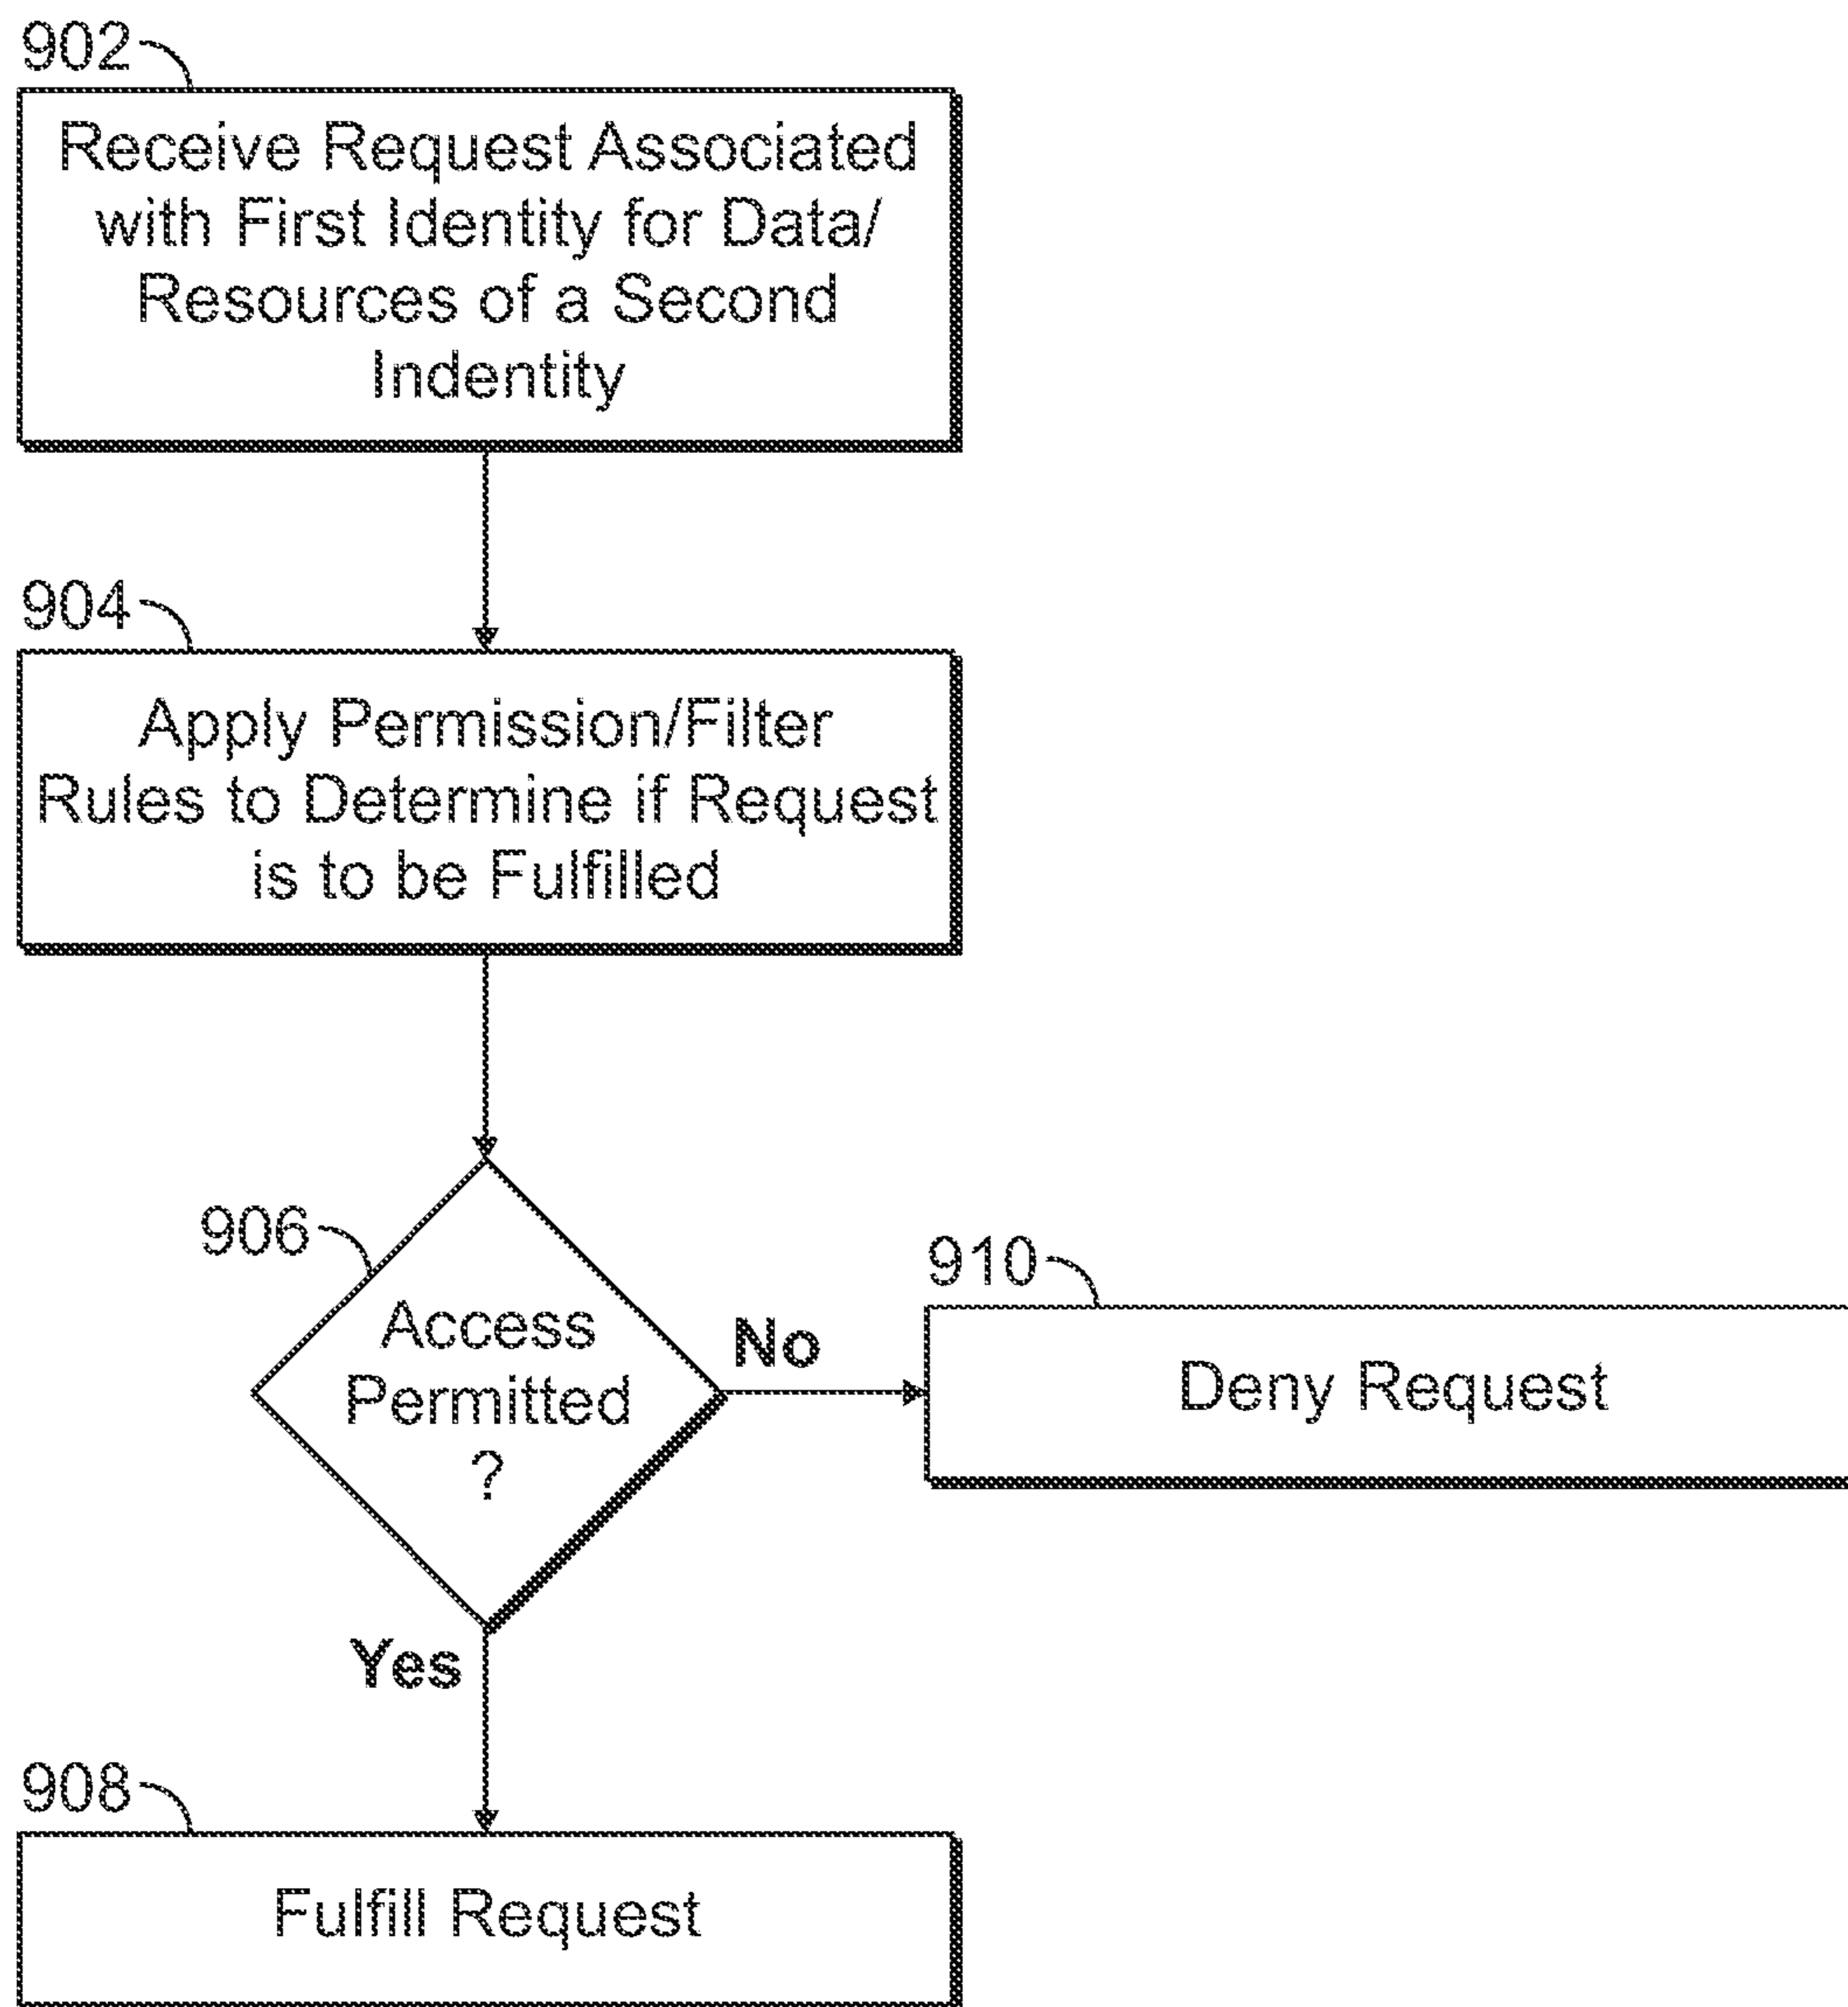 902
Receive Request Associated
with First Identity for Data/
Resources of a Second
Indentity
904
Apply Permission/Filter
Rules to Determine if Request
is to be Fulfilled
906
Access
Permitted
?
No
910
Deny Request
Yes
908
Fulfill Request